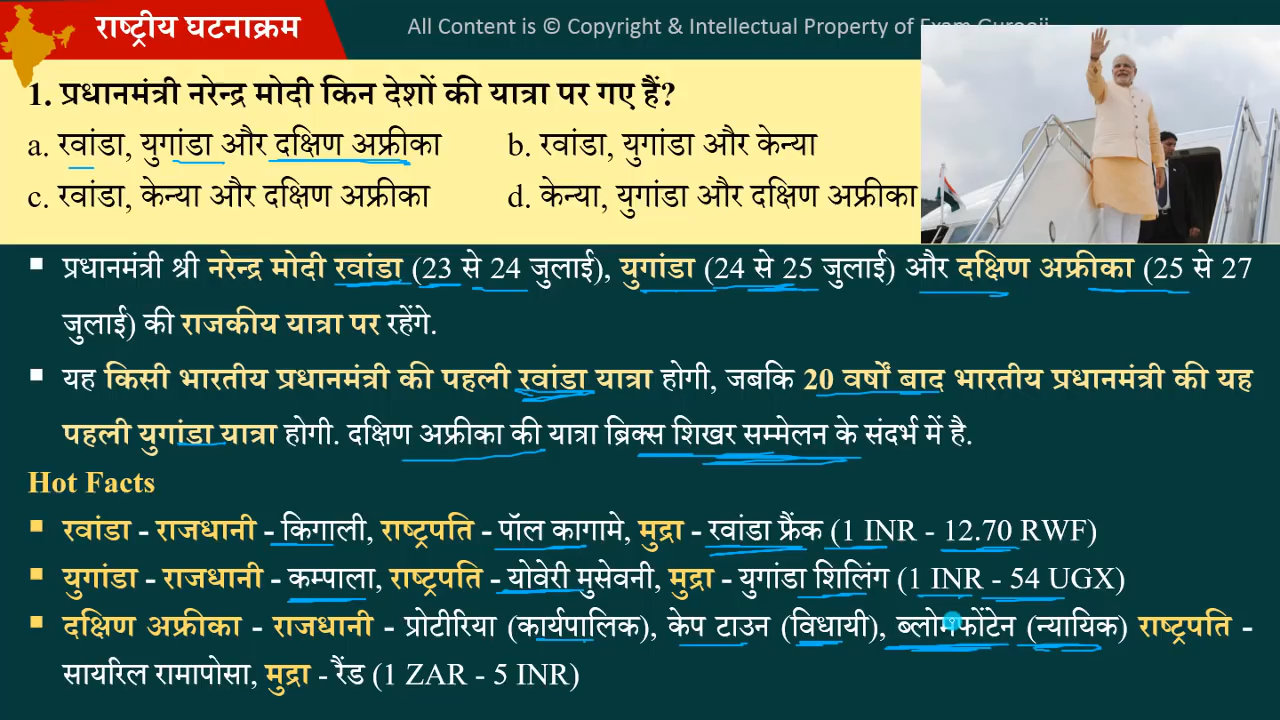 राष्ट्रीय घटनाक्रम
All Content is © Copyright & Intellectual Property of Exam Gurooji
1. प्रधानमंत्री नरेन्द्र मोदी किन देशों की यात्रा पर गए हैं?
a. रवांडा, युगांडा और दक्षिण अफ्रीका
b. रवांडा, युगांडा और केन्या
c. रवांडा, केन्या और दक्षिण अफ्रीका
d. केन्या, युगांडा और दक्षिण अफ्रीका
▪ प्रधानमंत्री श्री नरेन्द्र मोदी रवांडा (23 से 24 जुलाई), युगांडा (24 से 25 जुलाई) और दक्षिण अफ्रीका (25 से 27
जुलाई) की राजकीय यात्रा पर रहेंगे.
▪ यह किसी भारतीय प्रधानमंत्री की पहली रवांडा यात्रा होगी, जबकि 20 वर्षों बाद भारतीय प्रधानमंत्री की यह
पहली युगांडा यात्रा होगी. दक्षिण अफ्रीका की यात्रा ब्रिक्स शिखर सम्मेलन के संदर्भ में है.
Hot Facts
▪ रवांडा - राजधानी - किगाली, राष्ट्रपति - पॉल कागामे, मुद्रा - रवांडा फ्रैंक (1 INR - 12.70 RWF)
▪ युगांडा - राजधानी - कम्पाला, राष्ट्रपति - योवेरी मुसेवनी, मुद्रा - युगांडा शिलिंग (1 INR - 54 UGX)
▪ दक्षिण अफ्रीका - राजधानी - प्रोटीरिया (कार्यपालिक), केप टाउन (विधायी), ब्लोमफोंटेन (न्यायिक) राष्ट्रपति -
सायरिल रामापोसा, मुद्रा - रैंड (1 ZAR - 5 INR)